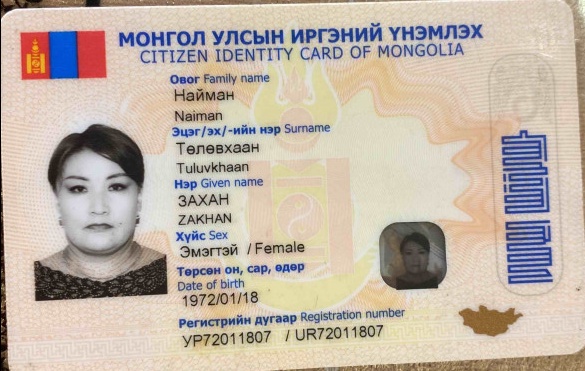 МОНГОЛ УЛСЫН ИРГЭНИЙ ҮНЭМЛЭХ
CITIZEN IDENTITY CARD OF MONGOLIA
Овог Family name
Найман
Naiman
Эцэг/эх/-ийн нэр Surname
Төлөвхаан
Tuluvkhaan
Нэр Given name
ЗАХАН
ZAKHAN
Хүйс Sex
Эмэгтэй / Female
Төрсөн он, сар, өдөр
Date of birth
1972/01/18
Регистрийн дугаар Registration number
УР72011807 / UR72011807